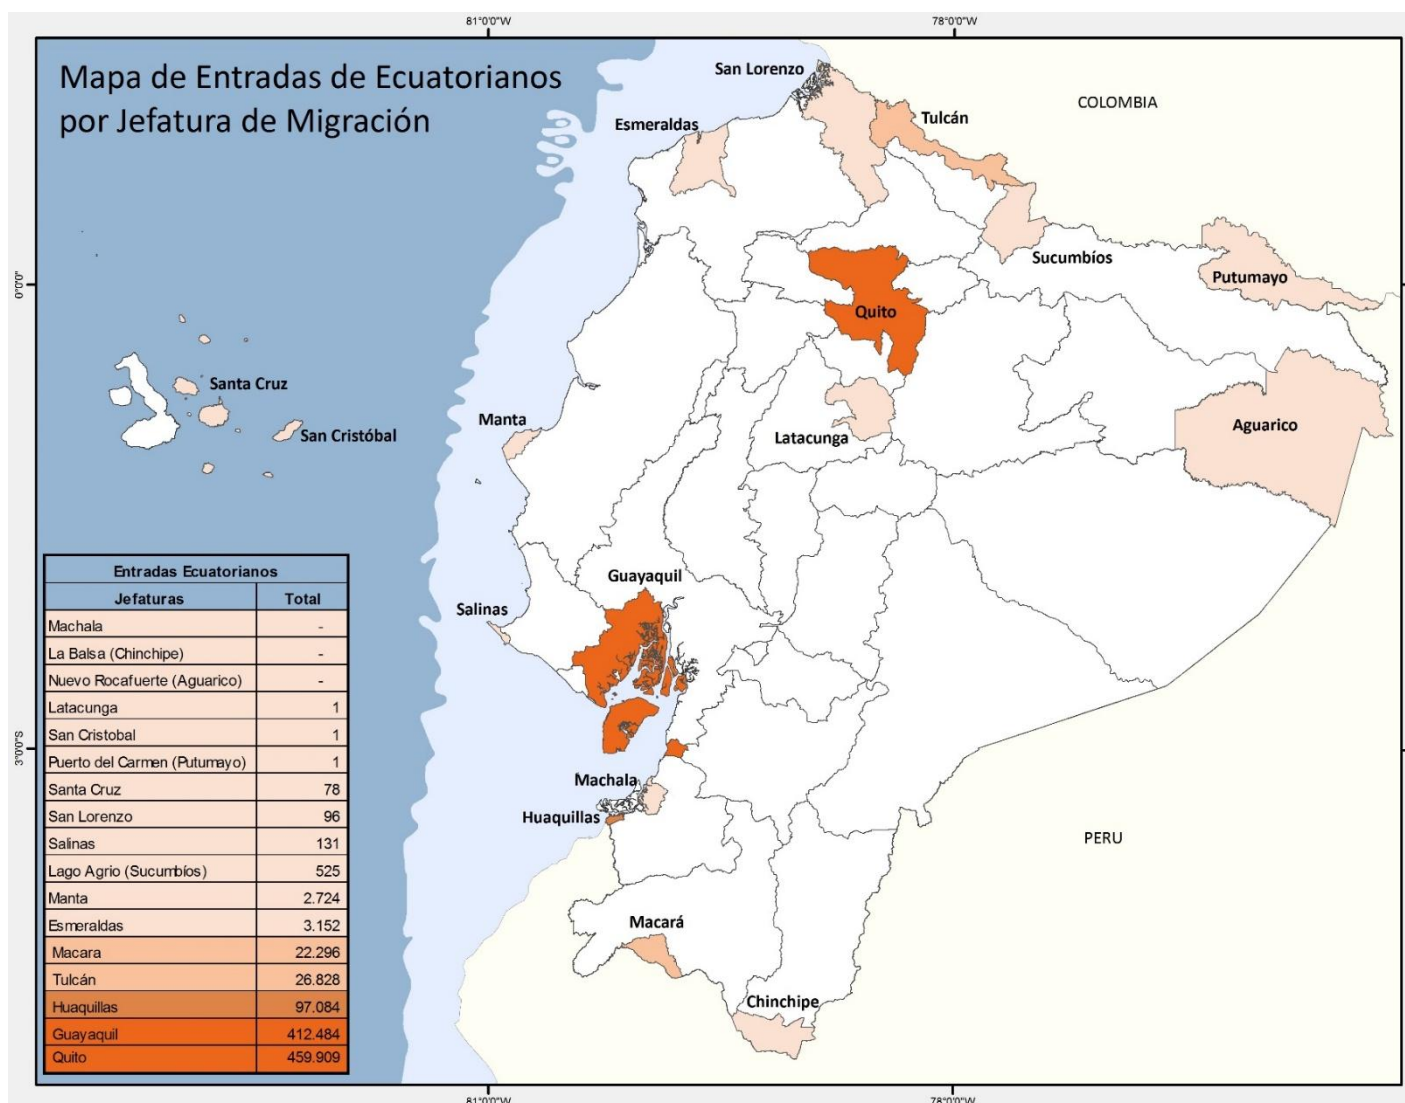 81°0'0"W
78°0'0"W
Mapa de Entradas de Ecuatorianos
por Jefatura de Migración
San Lorenzo
COLOMBIA
Tulcán
Esmeraldas
Sucumbíos
Putumayo
0°0'0"
Quito
Santa Cruz
San Cristóbal
Manta
Latacunga
Aguarico
Guayaquil
Salinas
Entradas Ecuatorianos
Jefaturas Total
Machala -
La Balsa (Chinchipe) -
Nuevo Rocafuerte (Aguarico) -
Latacunga 1
San Cristobal 1
Puerto del Carmen (Putumayo) 1
Santa Cruz 78
San Lorenzo 96
Salinas 131
Lago Agrio (Sucumbíos) 525
Manta 2.724
Esmeraldas 3.152
Macara 22.296
Tulcán 26.828
Huaquillas 97.084
Guayaquil 412.484
Quito 459.909
3°0'0"S
Machala
Huaquillas
PERU
Macará
Chinchipe
81°0'0"W
78°0'0"W